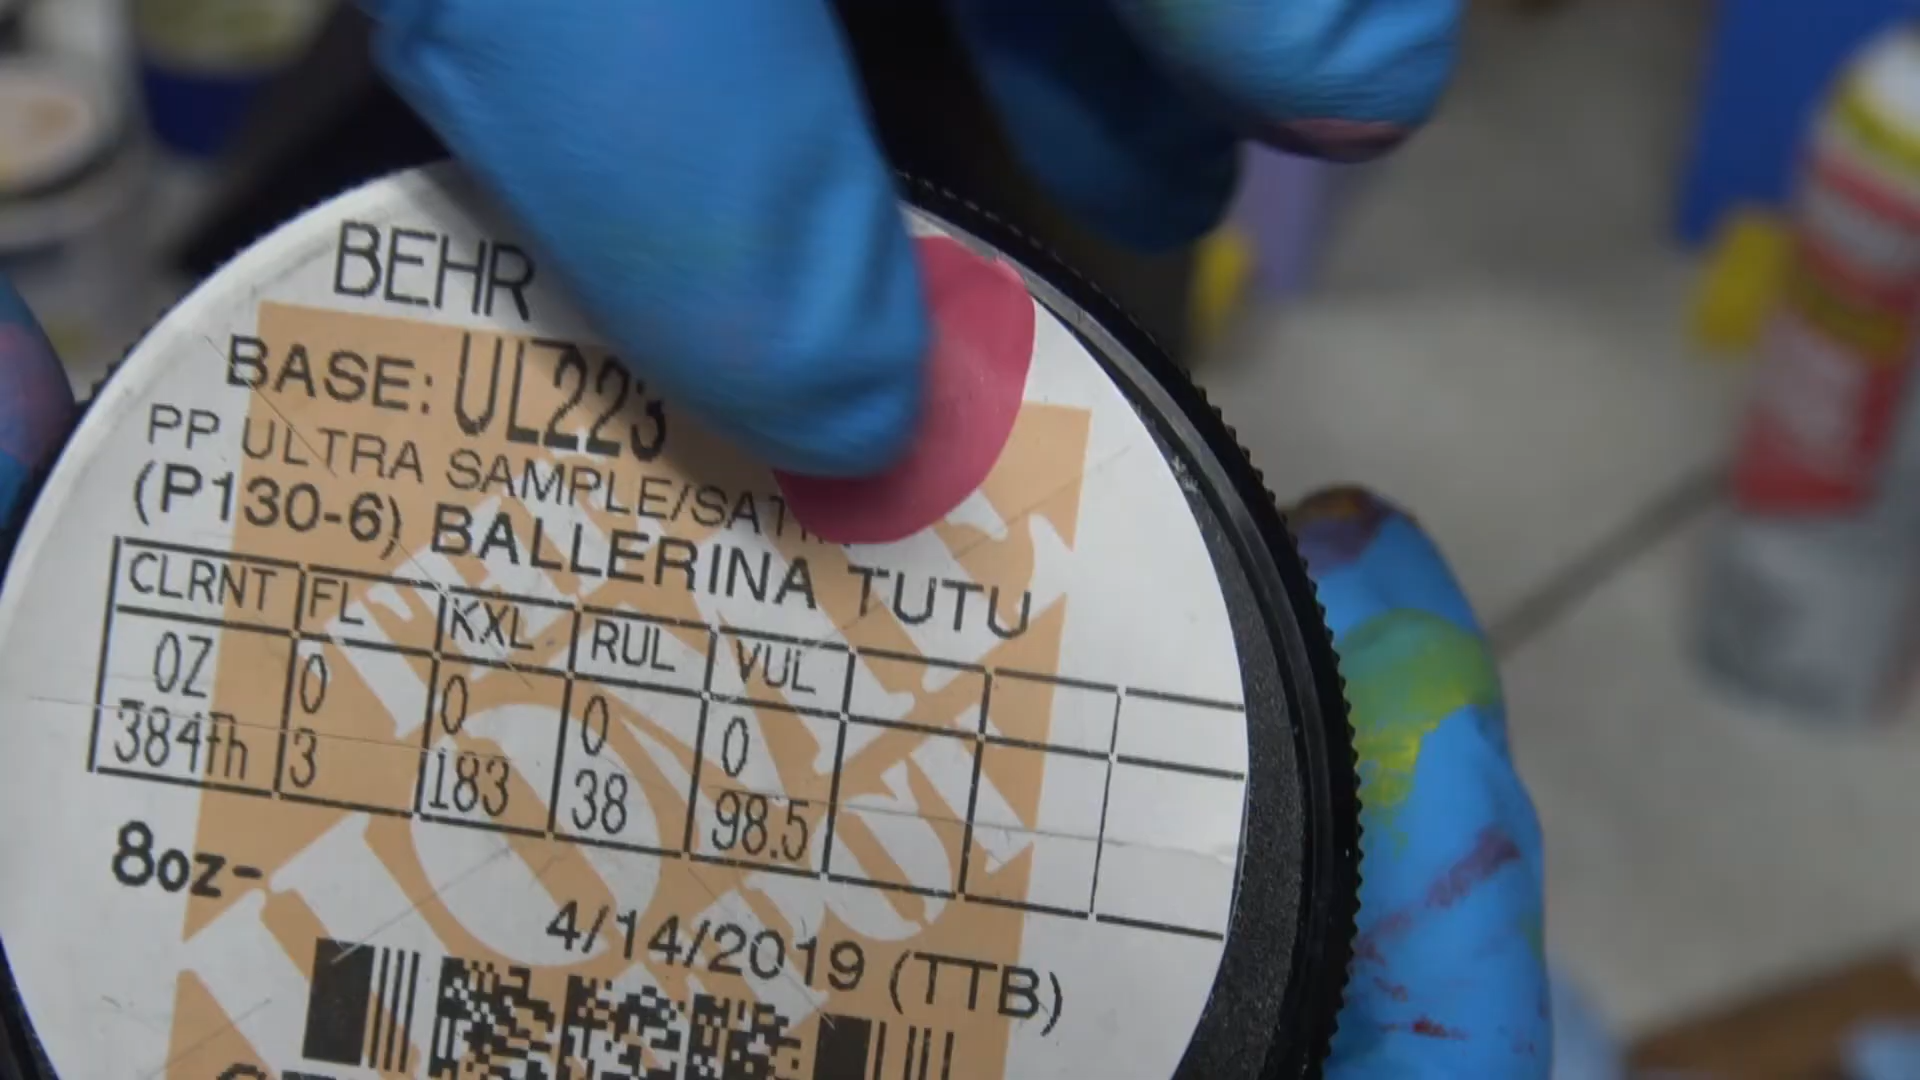 BEHR
BASE: UL223
PP ULTRA SAMPLE/SATIN
(P130-6) BALLERINA TUTU
CLRNT FL KXL RUL VUL
OZ 0 0 0 0
384th 3 183 38 98.5
8oz-
4/14/2019 (TTB)